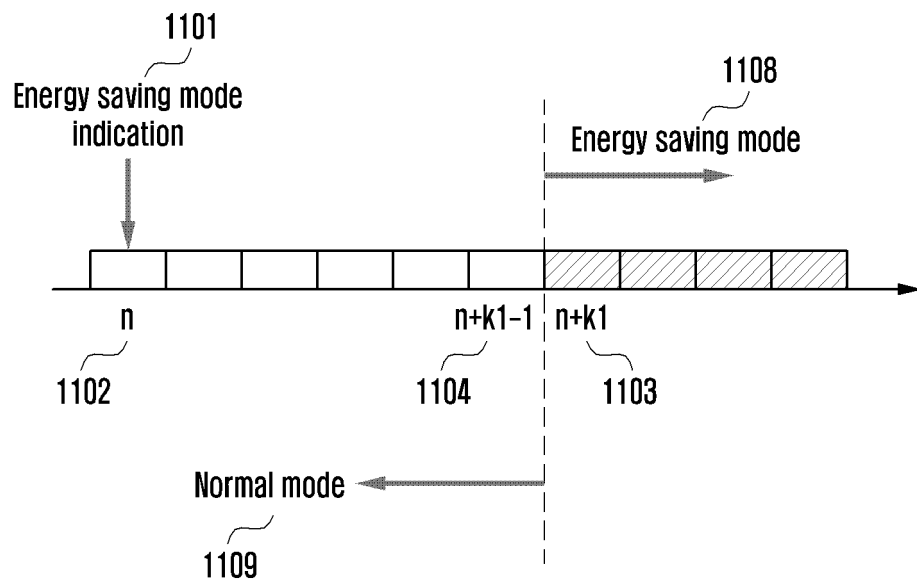 1101
Energy saving mode
indication
1108
Energy saving mode
n
n+k1-1
n+k1
1102
1104
1103
Normal mode
1109